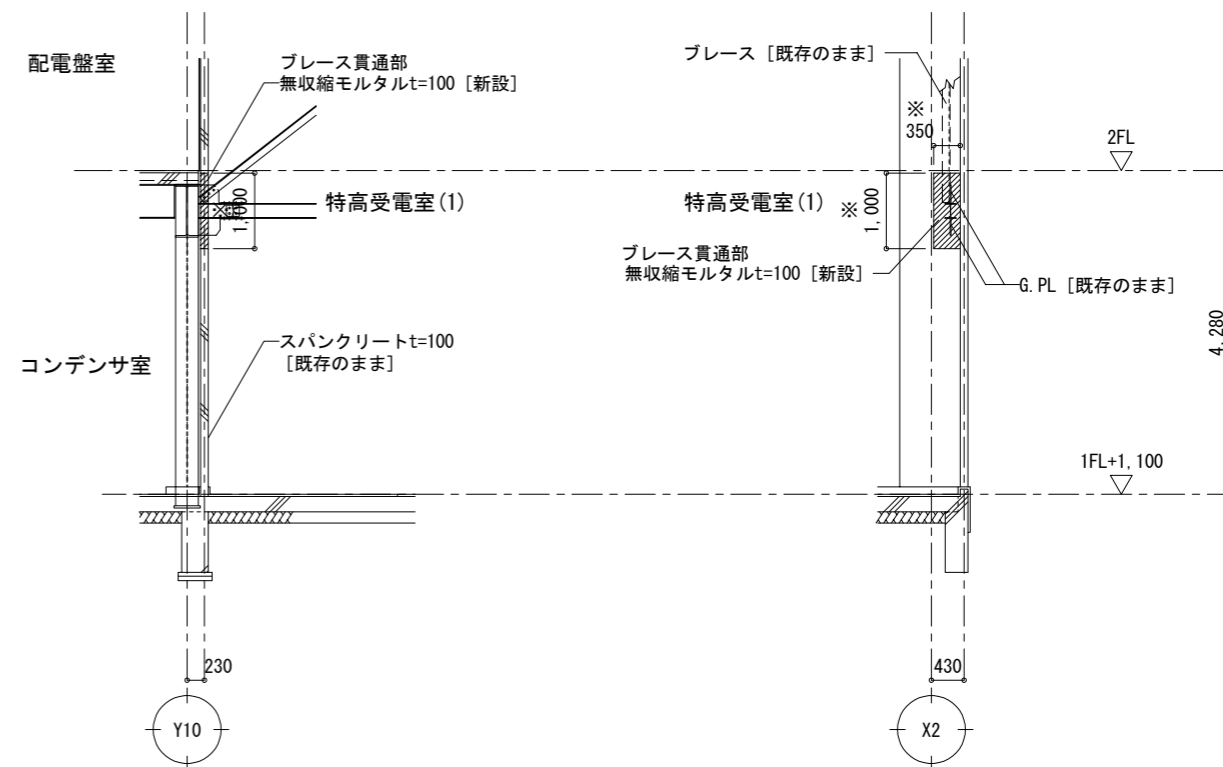 配電盤室
ブレース貫通部
無収縮モルタルt=100 [新設]
特高受電室(1)
※
1,000
コンデンサ室
スパンクリートt=100
[既存のまま]
230
Y10
ブレース [既存のまま]
※
350
2FL
特高受電室(1)
※
1,000
ブレース貫通部
無収縮モルタルt=100 [新設]
G.PL [既存のまま]
4,280
1FL+1,100
430
X2